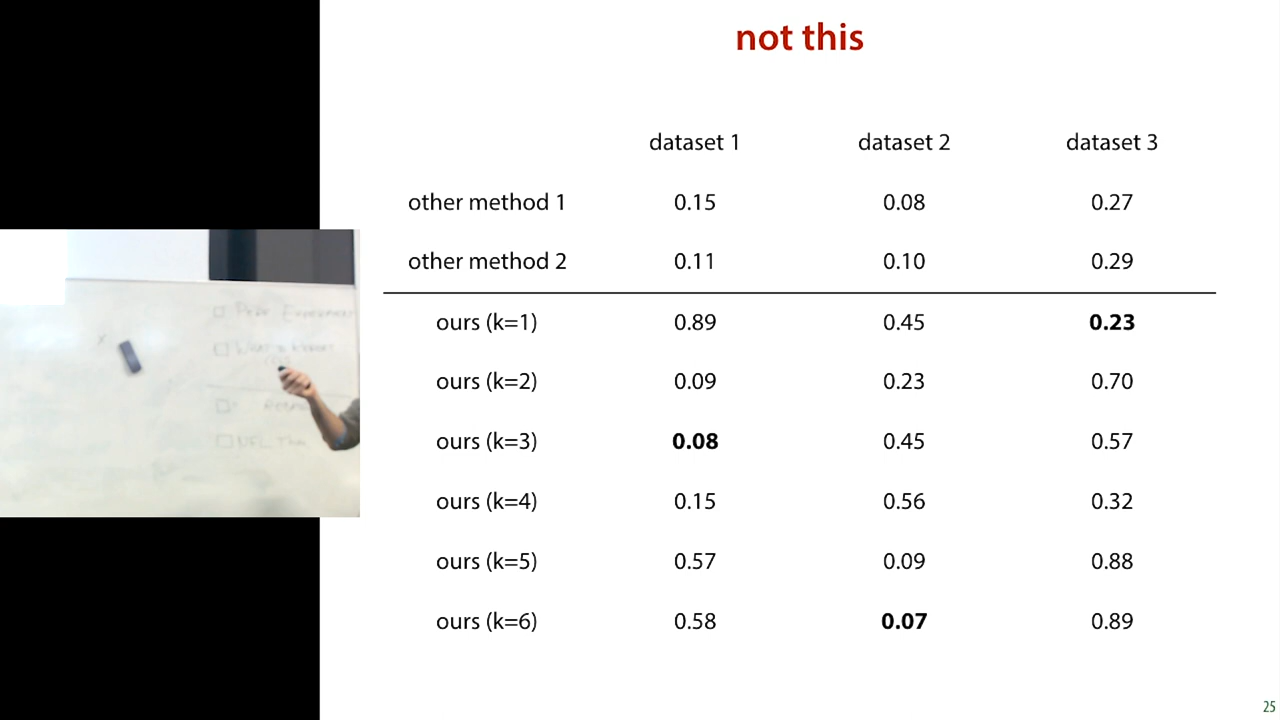 not this
dataset 1 dataset 2 dataset 3
other method 1 0.15 0.08 0.27
other method 2 0.11 0.10 0.29
ours (k=1) 0.89 0.45 0.23
ours (k=2) 0.09 0.23 0.70
ours (k=3) 0.08 0.45 0.57
ours (k=4) 0.15 0.56 0.32
ours (k=5) 0.57 0.09 0.88
ours (k=6) 0.58 0.07 0.89
25